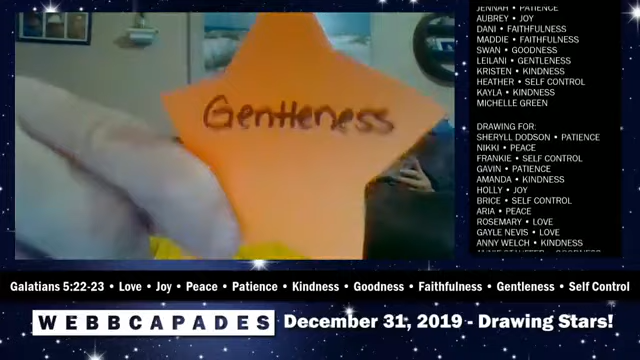 Gentleness
JENNAH • PATIENCE
AUBREY • JOY
DANI • FAITHFULNESS
MADDIE • FAITHFULNESS
SWAN • GOODNESS
LEILANI • GENTLENESS
KRISTEN • KINDNESS
HEATHER • SELF CONTROL
KAYLA • KINDNESS
MICHELLE GREEN
DRAWING FOR:
SHERYLL DODSON • PATIENCE
NIKKI • PEACE
FRANKIE • SELF CONTROL
GAVIN • PATIENCE
AMANDA • KINDNESS
HOLLY • JOY
BRICE • SELF CONTROL
ARIA • PEACE
ROSEMARY • LOVE
GAYLE NEVIS • LOVE
ANNY WELCH • KINDNESS
Galatians 5:22-23 • Love • Joy • Peace • Patience • Kindness • Goodness • Faithfulness • Gentleness • Self Control
WEBBCAPADES December 31, 2019 - Drawing Stars!